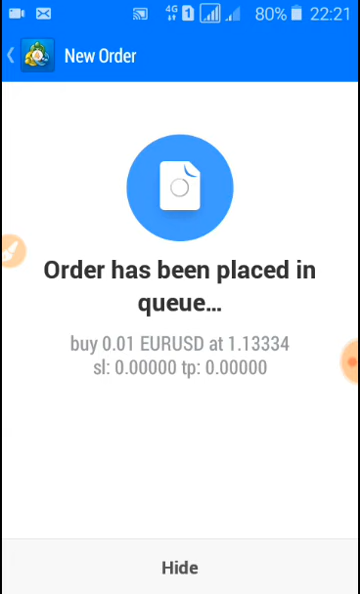 4G 1 80% 22:21
New Order
Order has been placed in
queue...
buy 0.01 EURUSD at 1.13334
sl: 0.00000 tp: 0.00000
Hide